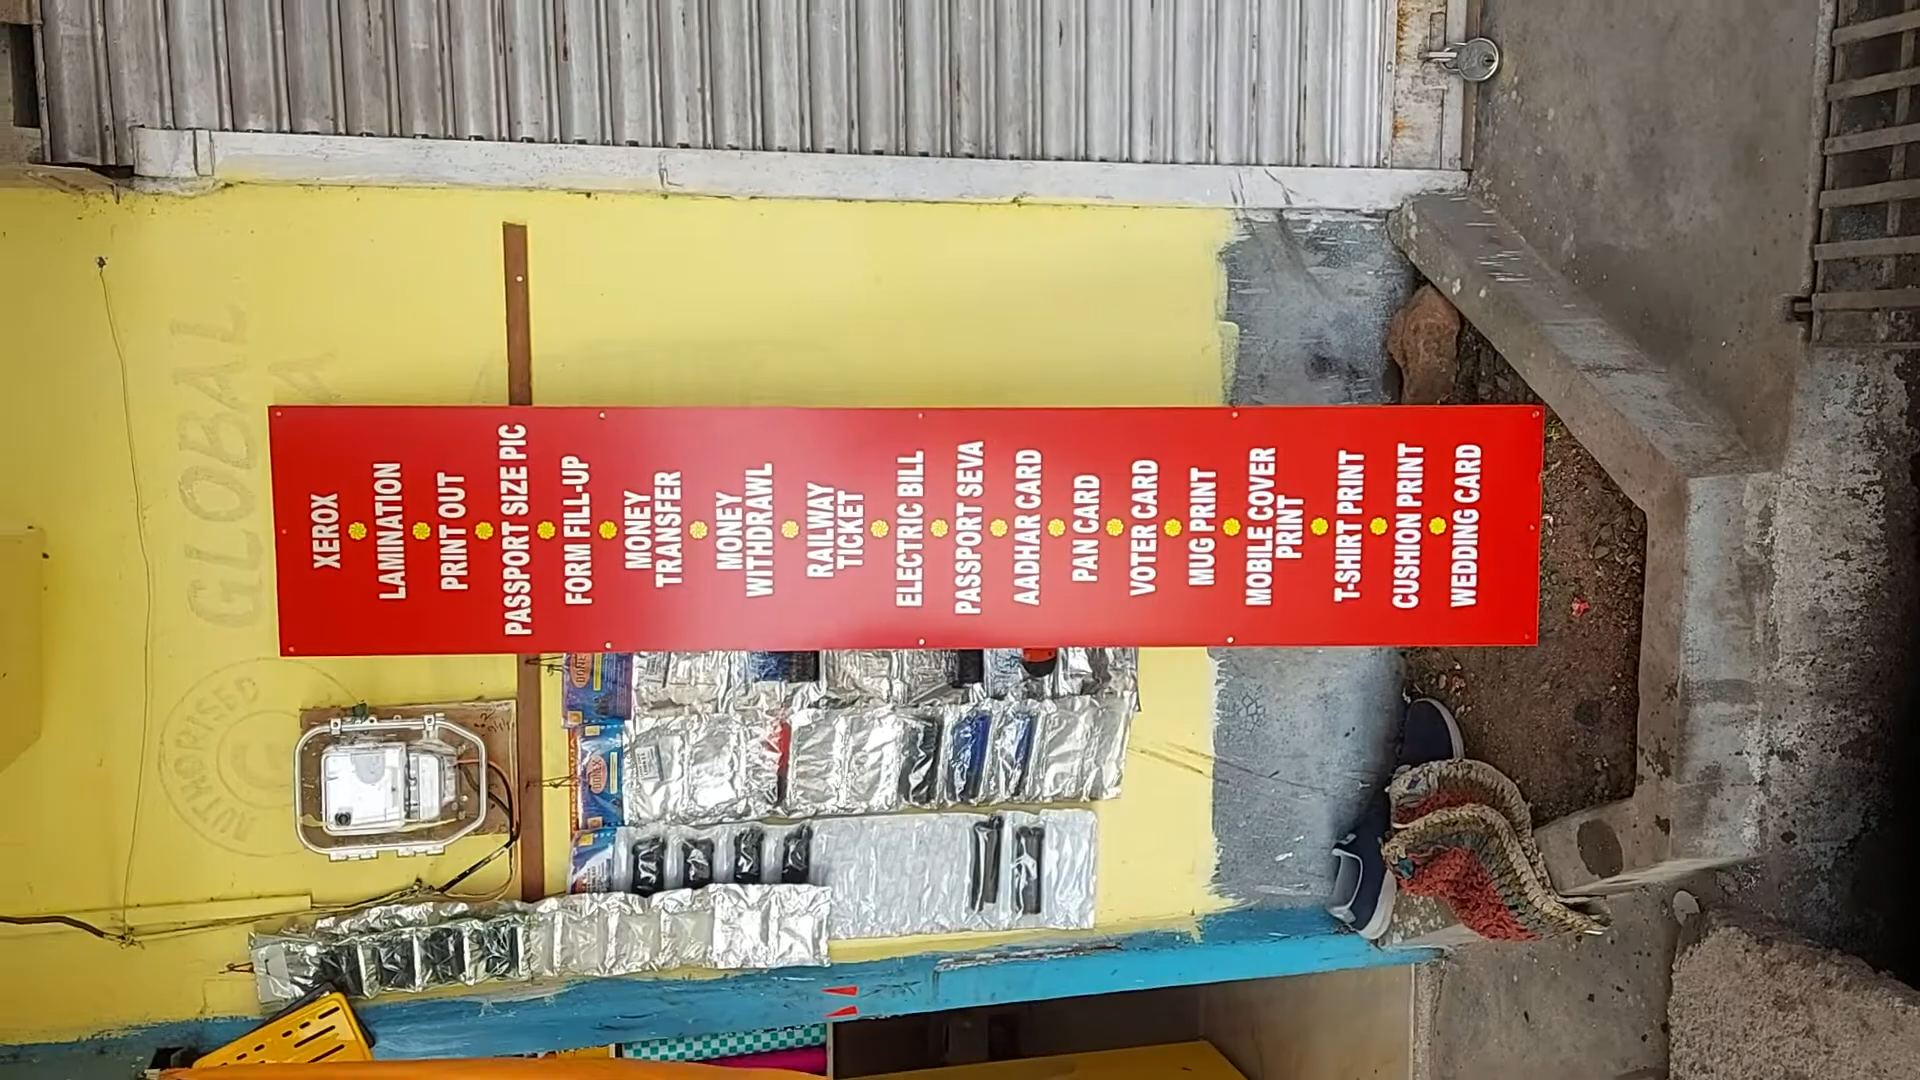 XEROX
LAMINATION
PRINT OUT
PASSPORT SIZE PIC
FORM FILL-UP
MONEY
TRANSFER
MONEY
WITHDRAWL
RAILWAY
TICKET
ELECTRIC BILL
PASSPORT SEVA
AADHAR CARD
PAN CARD
VOTER CARD
MUG PRINT
MOBILE COVER
PRINT
T-SHIRT PRINT
CUSHION PRINT
WEDDING CARD
GLOBAL
AUTHORISED
G